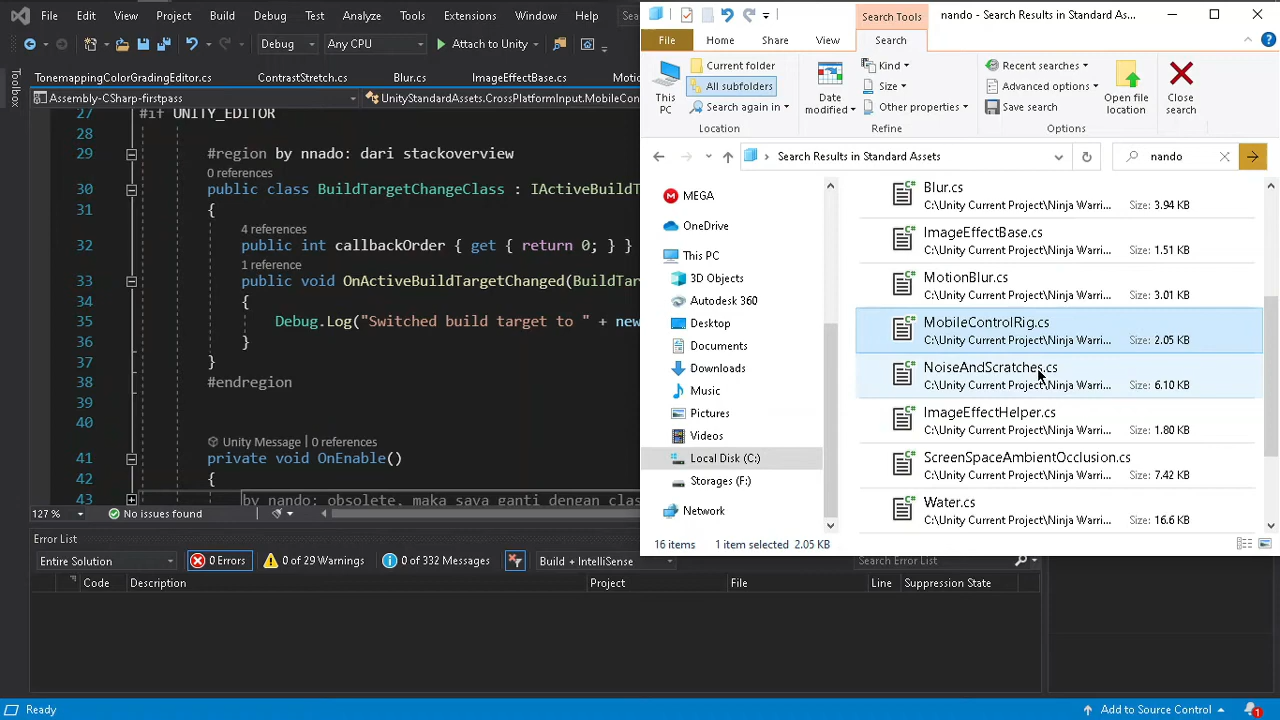 File Edit View Project Build Debug Test Analyze Tools Extensions Window Help
Debug Any CPU Attach to Unity
TonemappingColorGradingEditor.cs ContrastStretch.cs Blur.cs ImageEffectBase.cs
Toolbox
Assembly-CSharp-firstpass UnityStandardAssets.CrossPlatformInput.MobileCon
27 #if UNITY_EDITOR
28
29 #region by nnado: dari stackoverview
0 references
30 public class BuildTargetChangeClass : IActiveBuildT
31 {
4 references
32 public int callbackOrder { get { return 0; } }
1 reference
33 public void OnActiveBuildTargetChanged(BuildTarge
34 {
35 Debug.Log("Switched build target to " + new
36 }
37 }
38 #endregion
39
40
Unity Message | 0 references
41 private void OnEnable()
42 {
43 by nando: obsolete, maka saya ganti dengan clas
127 % No issues found
Error List
Entire Solution 0 Errors 0 of 29 Warnings 0 of 332 Messages Build + IntelliSense Search Error List
Code Description Project File Line Suppression State
Ready Add to Source Control 1
Search Tools nando - Search Results in Standard As...
File Home Share View Search
This PC
Current folder
All subfolders
Search again in
Location
Date modified
Kind
Size
Other properties
Refine
Recent searches
Advanced options
Save search
Open file location
Options
Close search
Search Results in Standard Assets nando
MEGA
OneDrive
This PC
3D Objects
Autodesk 360
Desktop
Documents
Downloads
Music
Pictures
Videos
Local Disk (C:)
Storages (F:)
Network
Blur.cs
C:\Unity Current Project\Ninja Warri... Size: 3.94 KB
ImageEffectBase.cs
C:\Unity Current Project\Ninja Warri... Size: 1.51 KB
MotionBlur.cs
C:\Unity Current Project\Ninja Warri... Size: 3.01 KB
MobileControlRig.cs
C:\Unity Current Project\Ninja Warri... Size: 2.05 KB
NoiseAndScratches.cs
C:\Unity Current Project\Ninja Warri... Size: 6.10 KB
ImageEffectHelper.cs
C:\Unity Current Project\Ninja Warri... Size: 1.80 KB
ScreenSpaceAmbientOcclusion.cs
C:\Unity Current Project\Ninja Warri... Size: 7.42 KB
Water.cs
C:\Unity Current Project\Ninja Warri... Size: 16.6 KB
16 items 1 item selected 2.05 KB